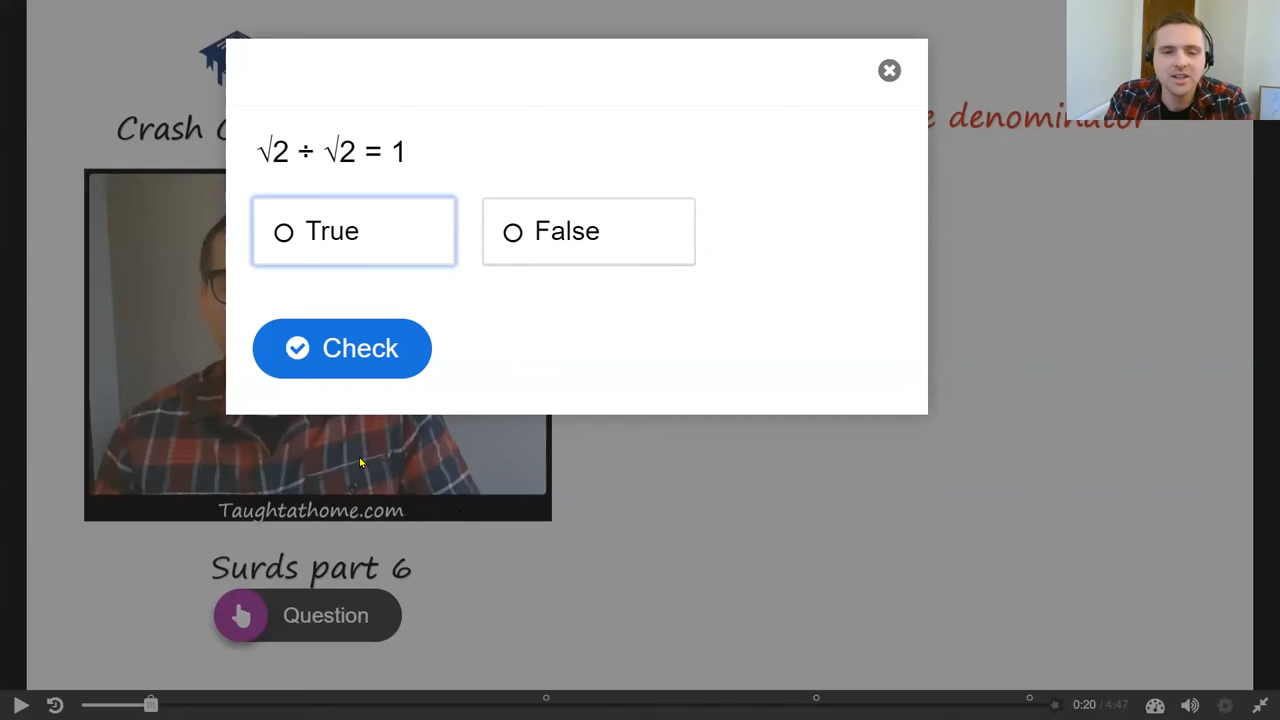 Crash
e denominator
√2 ÷ √2 = 1
True
False
Check
Taughtathome.com
Surds part 6
Question
0:20 / 4:47